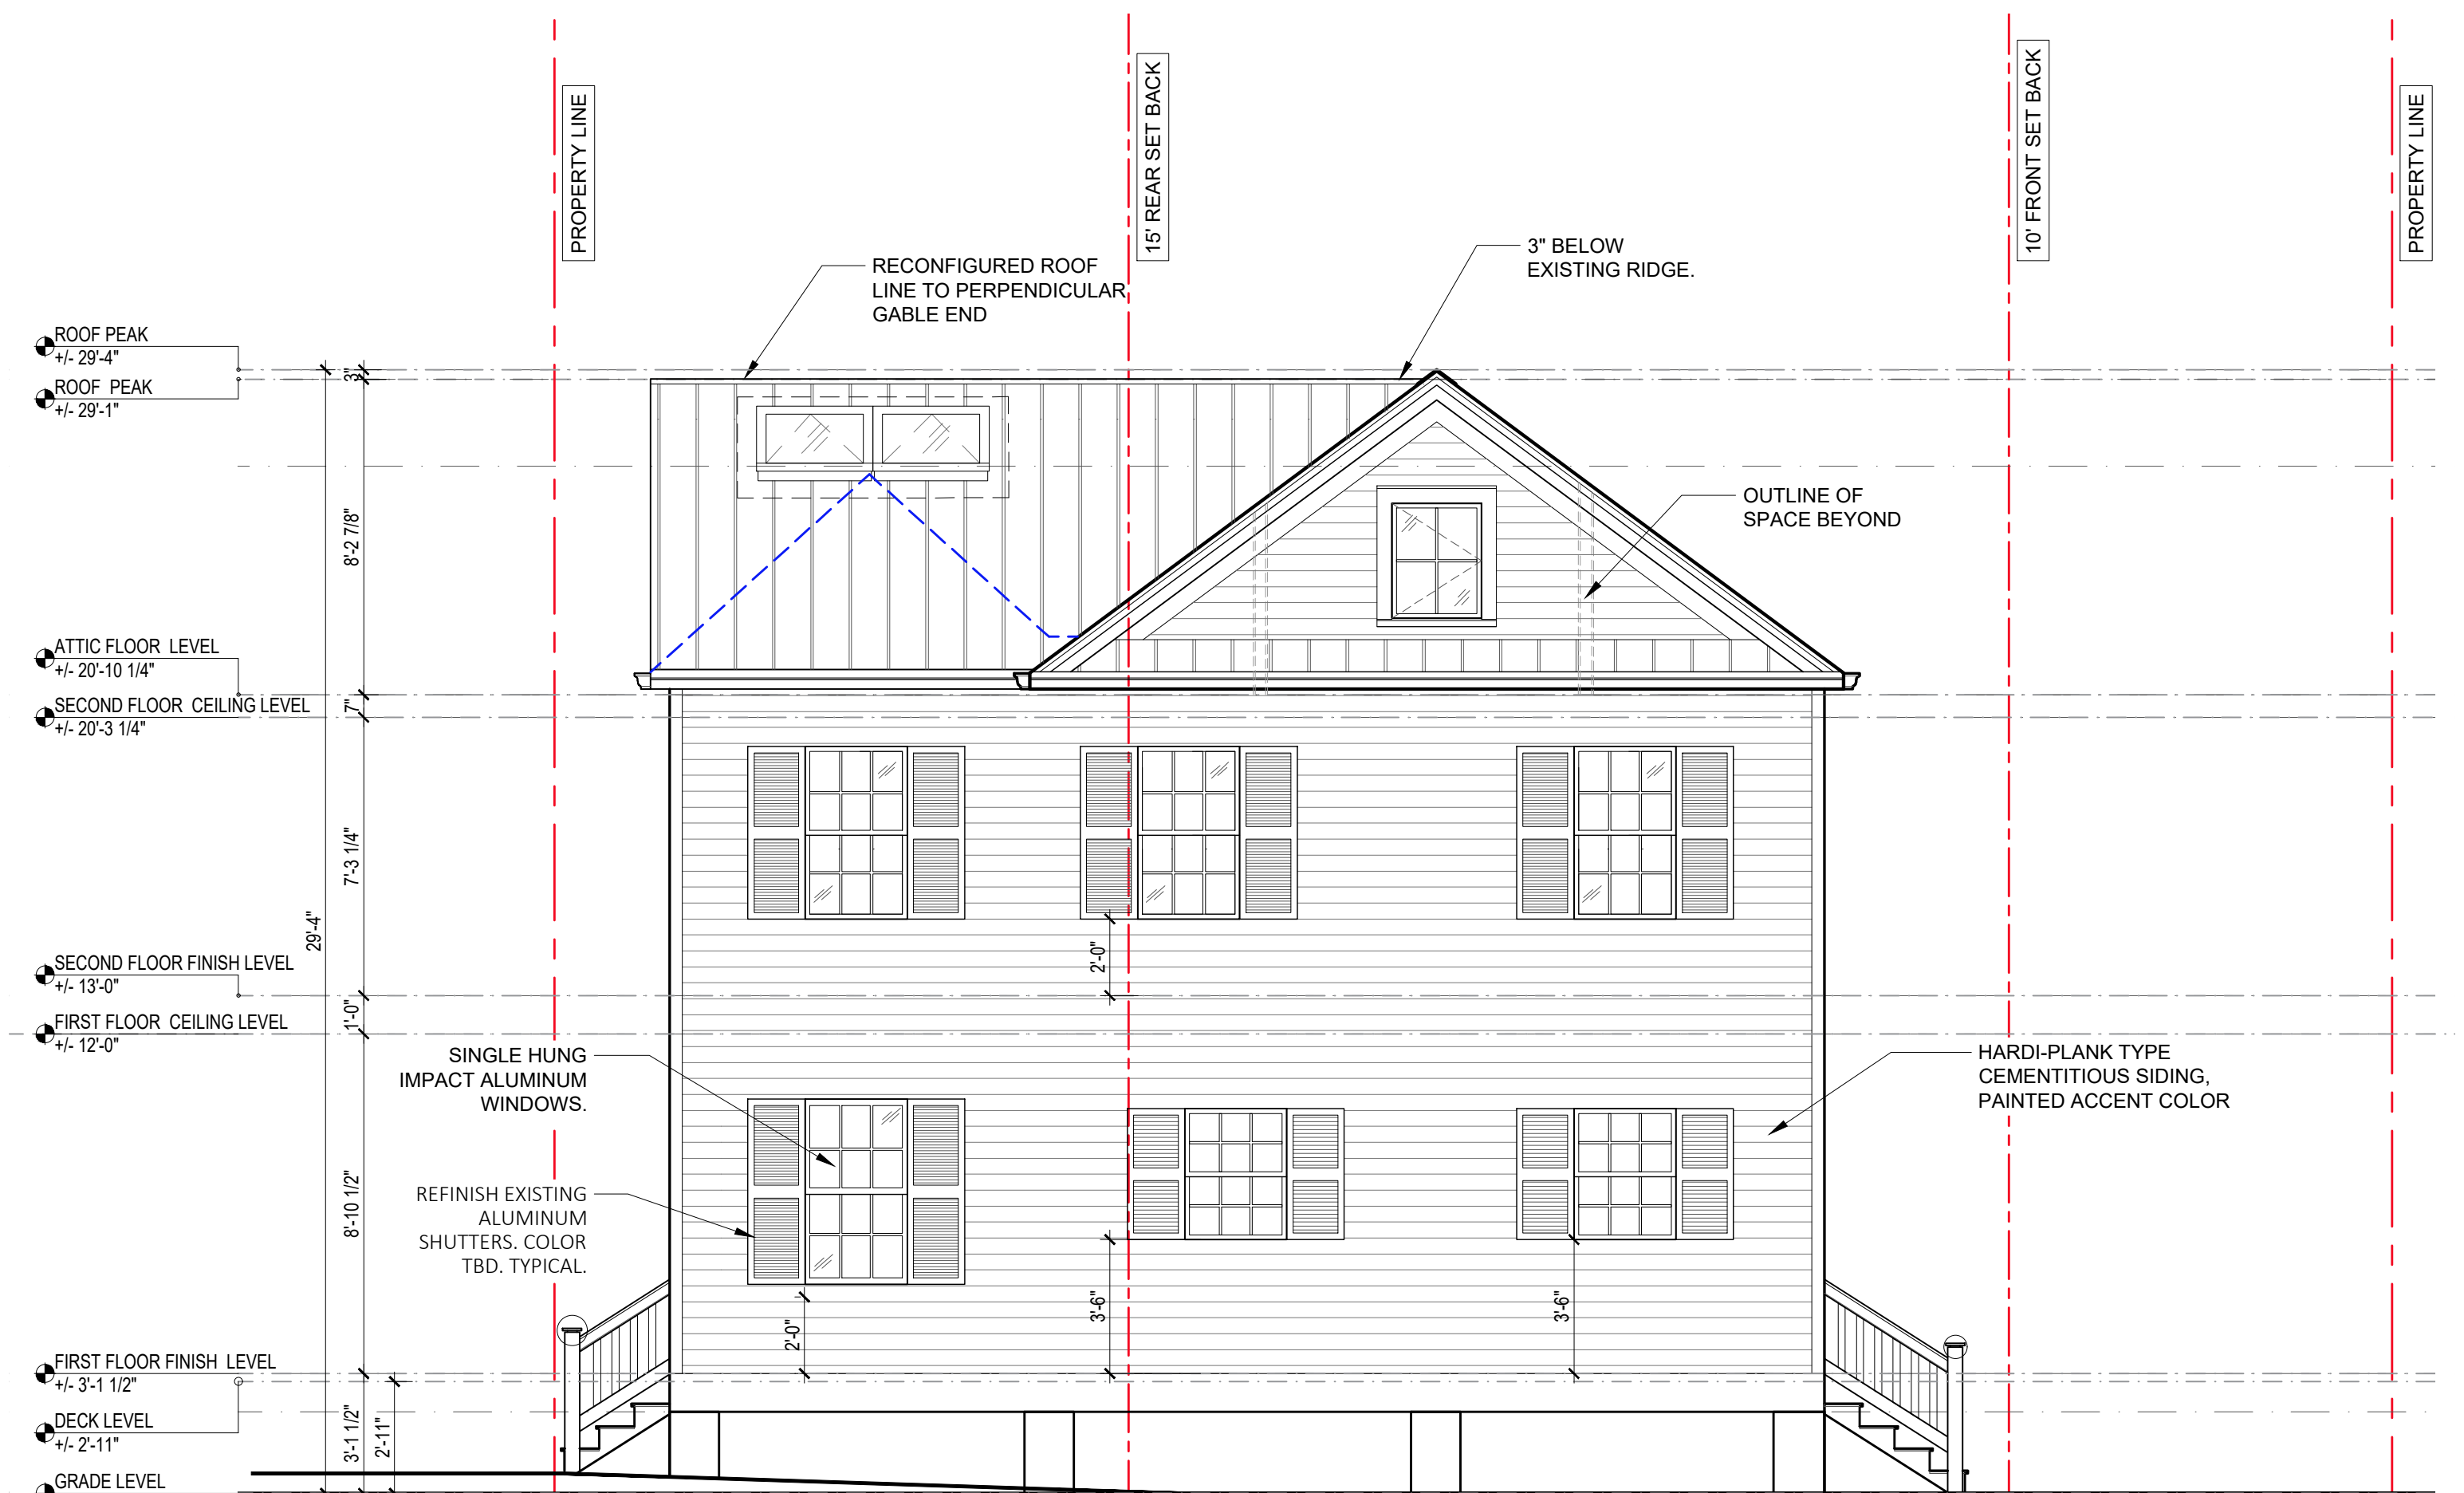 PROPERTY LINE
15' REAR SET BACK
10' FRONT SET BACK
PROPERTY LINE
RECONFIGURED ROOF
LINE TO PERPENDICULAR
GABLE END
3" BELOW
EXISTING RIDGE.
OUTLINE OF
SPACE BEYOND
ROOF PEAK
+/- 29'-4"
ROOF PEAK
+/- 29'-1"
ATTIC FLOOR LEVEL
+/- 20'-10 1/4"
SECOND FLOOR CEILING LEVEL
+/- 20'-3 1/4"
SECOND FLOOR FINISH LEVEL
+/- 13'-0"
FIRST FLOOR CEILING LEVEL
+/- 12'-0"
FIRST FLOOR FINISH LEVEL
+/- 3'-1 1/2"
DECK LEVEL
+/- 2'-11"
GRADE LEVEL
29'-4"
3"
8'-2 7/8"
7"
7'-3 1/4"
1'-0"
8'-10 1/2"
3'-1 1/2"
2'-11"
SINGLE HUNG
IMPACT ALUMINUM
WINDOWS.
REFINISH EXISTING
ALUMINUM
SHUTTERS. COLOR
TBD. TYPICAL.
2'-0"
2'-0"
3'-6"
3'-6"
HARDI-PLANK TYPE
CEMENTITIOUS SIDING,
PAINTED ACCENT COLOR